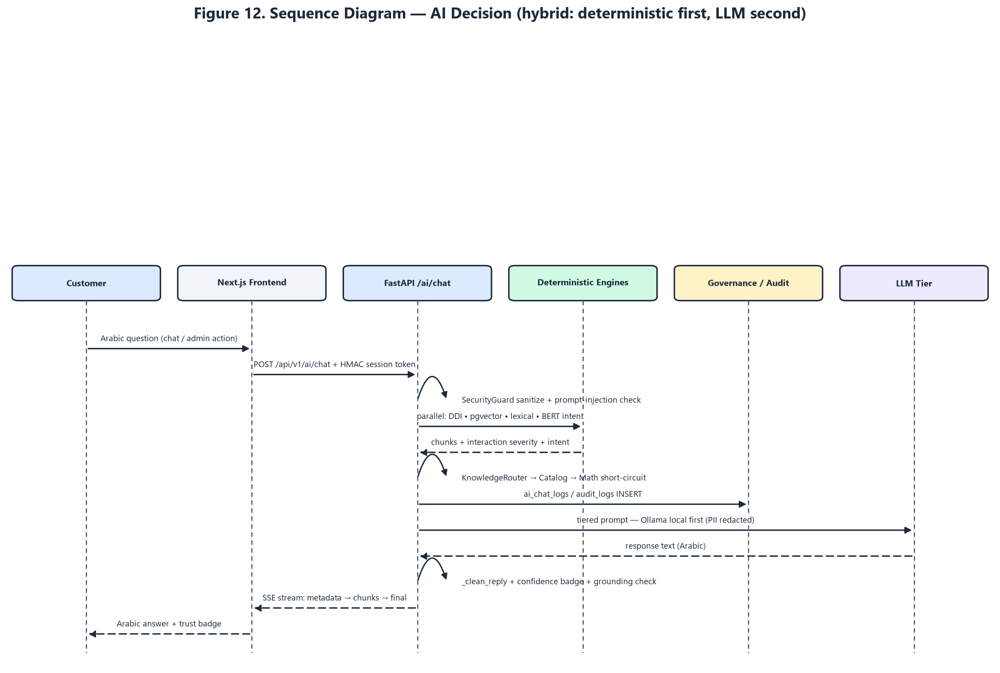 Figure 12. Sequence Diagram — AI Decision (hybrid: deterministic first, LLM second)
Customer
Next.js Frontend
FastAPI /ai/chat
Deterministic Engines
Governance / Audit
LLM Tier
Arabic question (chat / admin action)
POST /api/v1/ai/chat + HMAC session token
SecurityGuard sanitize + prompt-injection check
parallel: DDI • pgvector • lexical • BERT intent
chunks + interaction severity + intent
KnowledgeRouter → Catalog → Math short-circuit
ai_chat_logs / audit_logs INSERT
tiered prompt — Ollama local first (PII redacted)
response text (Arabic)
_clean_reply + confidence badge + grounding check
SSE stream: metadata → chunks → final
Arabic answer + trust badge